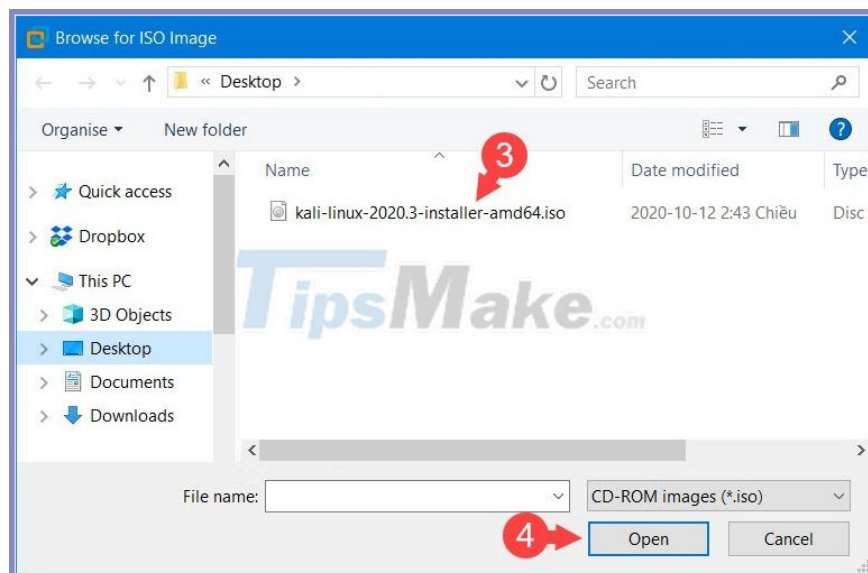 Browse for ISO Image
« Desktop >
Search
Organise
New folder
?
3
Name
Date modified
Type
Quick access
kali-linux-2020.3-installer-amd64.iso
2020-10-12 2:43 Chiều
Disc
Dropbox
This PC
TipsMake.com
3D Objects
Desktop
Documents
Downloads
File name:
CD-ROM images (*.iso)
4
Open
Cancel